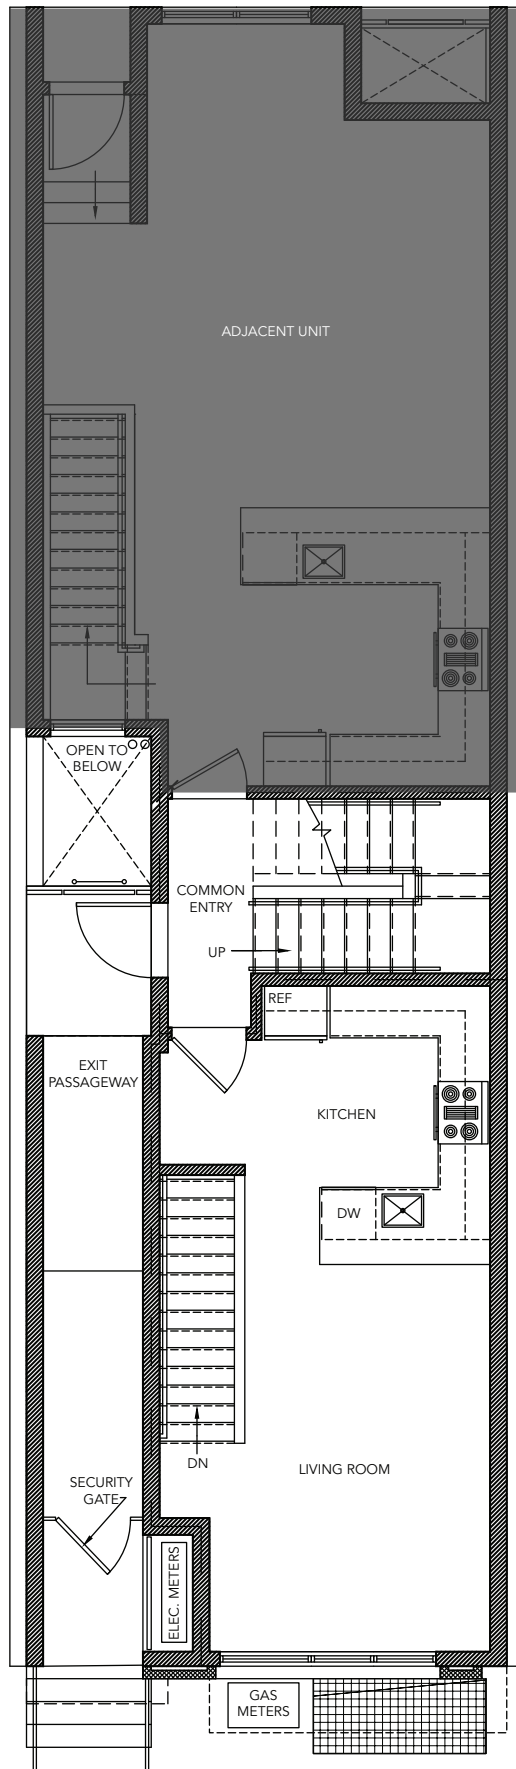 ADJACENT UNIT
OPEN TO
BELOW
COMMON
ENTRY
UP
REF
EXIT
PASSAGEWAY
KITCHEN
DW
DN
LIVING ROOM
SECURITY
GATE
ELEC. METERS
GAS
METERS